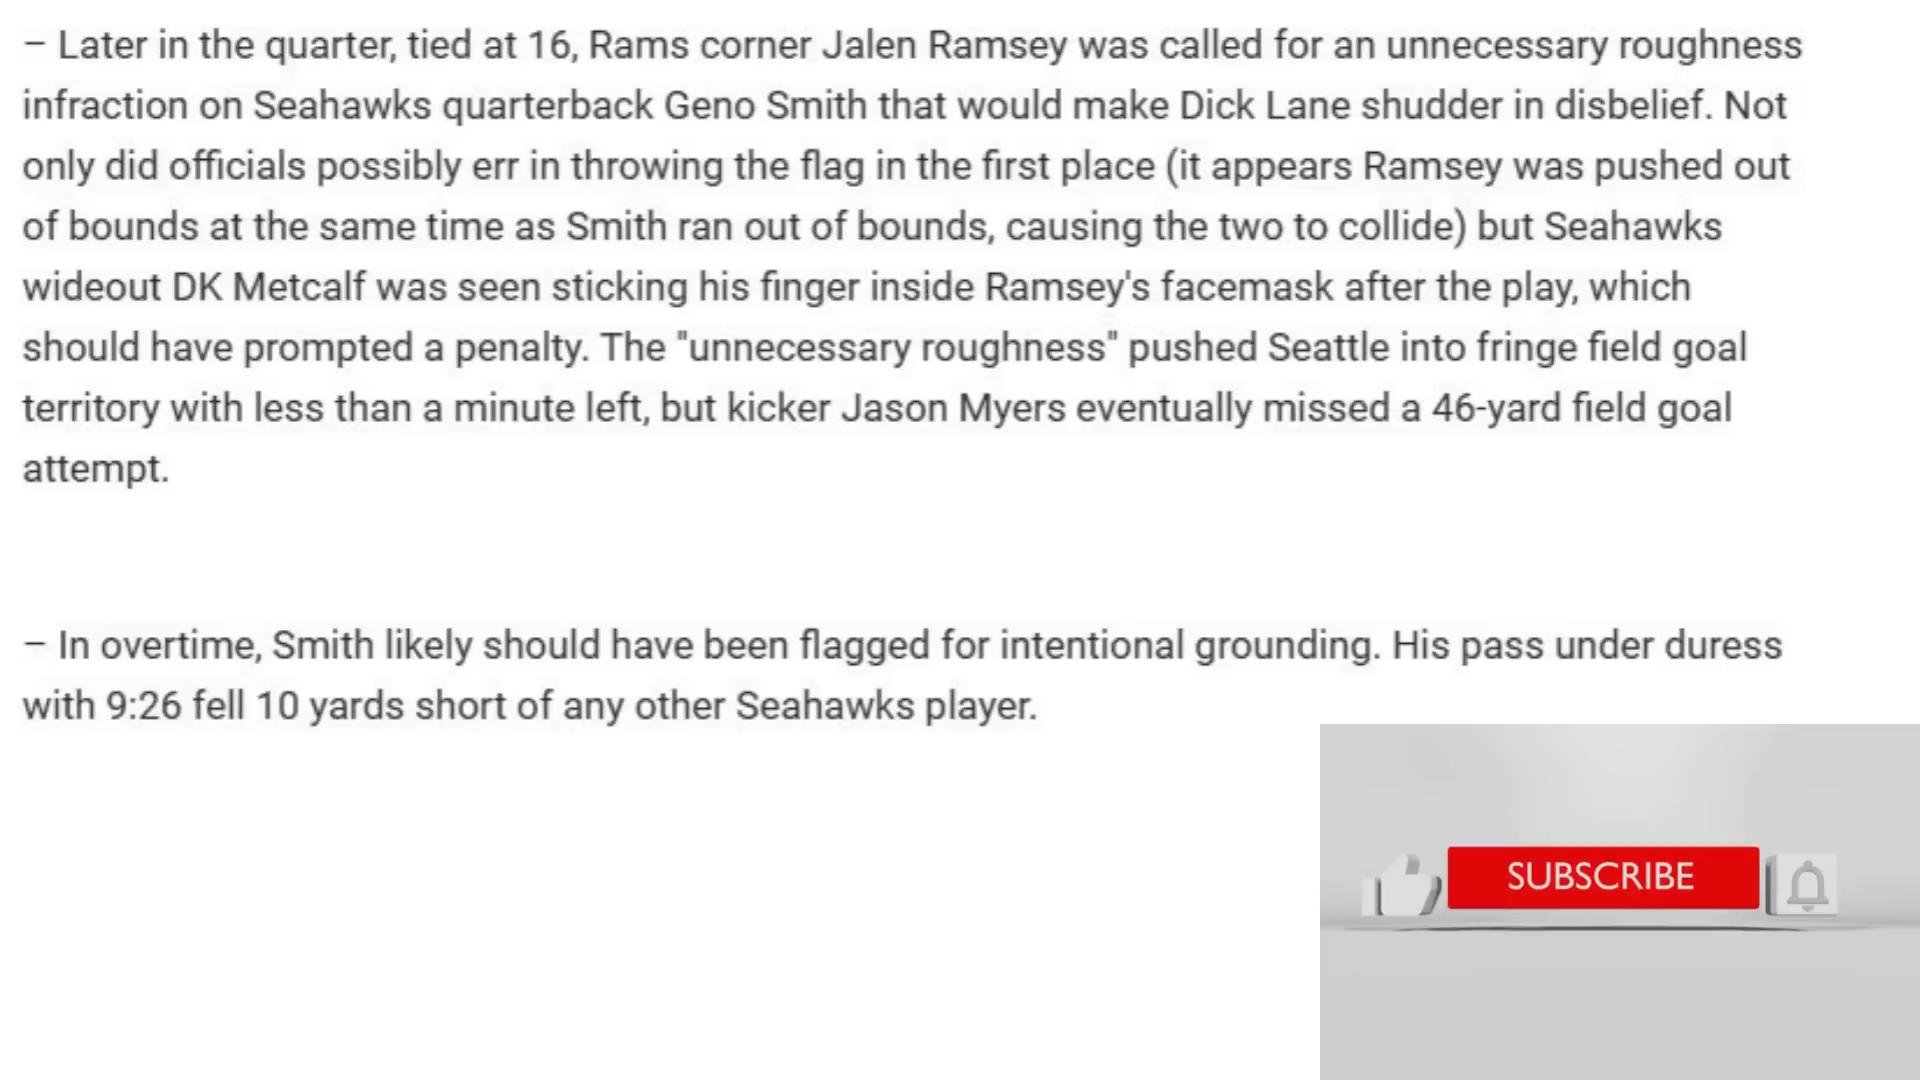 – Later in the quarter, tied at 16, Rams corner Jalen Ramsey was called for an unnecessary roughness
infraction on Seahawks quarterback Geno Smith that would make Dick Lane shudder in disbelief. Not
only did officials possibly err in throwing the flag in the first place (it appears Ramsey was pushed out
of bounds at the same time as Smith ran out of bounds, causing the two to collide) but Seahawks
wideout DK Metcalf was seen sticking his finger inside Ramsey's facemask after the play, which
should have prompted a penalty. The "unnecessary roughness" pushed Seattle into fringe field goal
territory with less than a minute left, but kicker Jason Myers eventually missed a 46-yard field goal
attempt.
– In overtime, Smith likely should have been flagged for intentional grounding. His pass under duress
with 9:26 fell 10 yards short of any other Seahawks player.
SUBSCRIBE